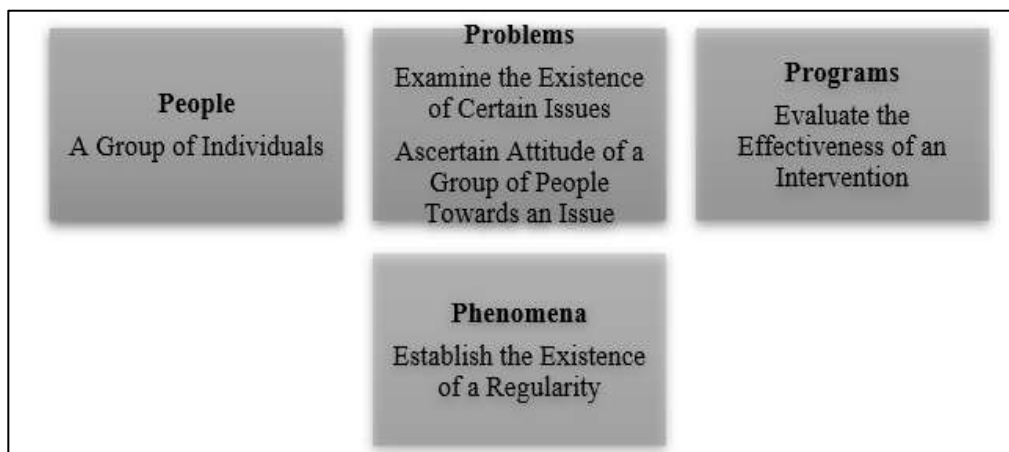 People
A Group of Individuals
Problems
Examine the Existence
of Certain Issues
Ascertain Attitude of a
Group of People
Towards an Issue
Programs
Evaluate the
Effectiveness of an
Intervention
Phenomena
Establish the Existence
of a Regularity